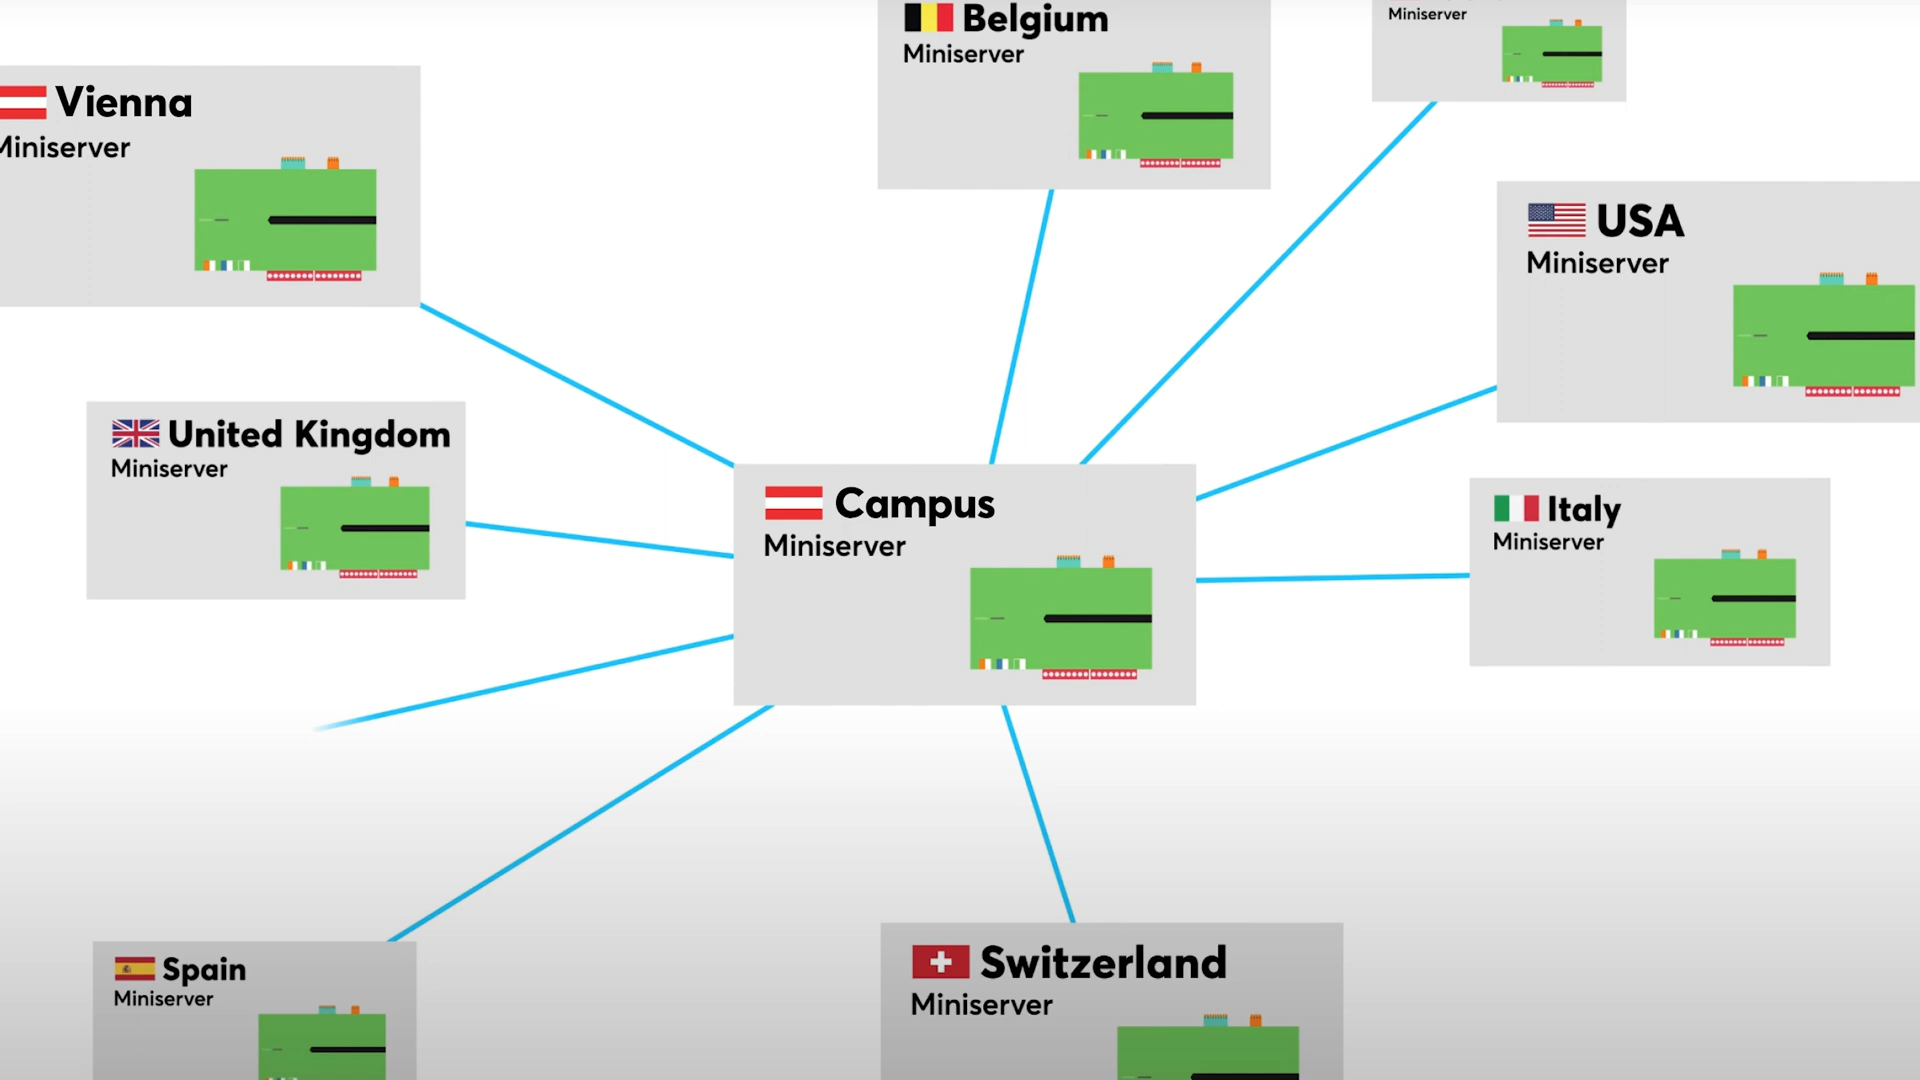 Belgium
Miniserver
Miniserver
Vienna
Miniserver
USA
Miniserver
United Kingdom
Miniserver
Campus
Miniserver
Italy
Miniserver
Spain
Miniserver
Switzerland
Miniserver